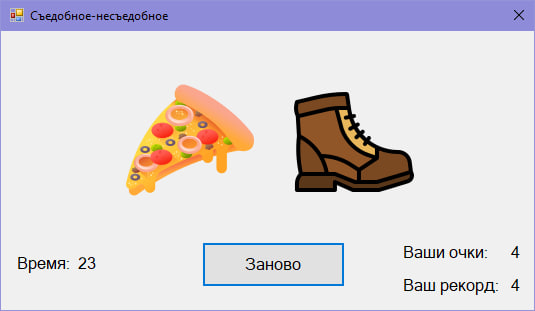 Съедобное-несъедобное
Время: 23
Заново
Ваши очки: 4
Ваш рекорд: 4